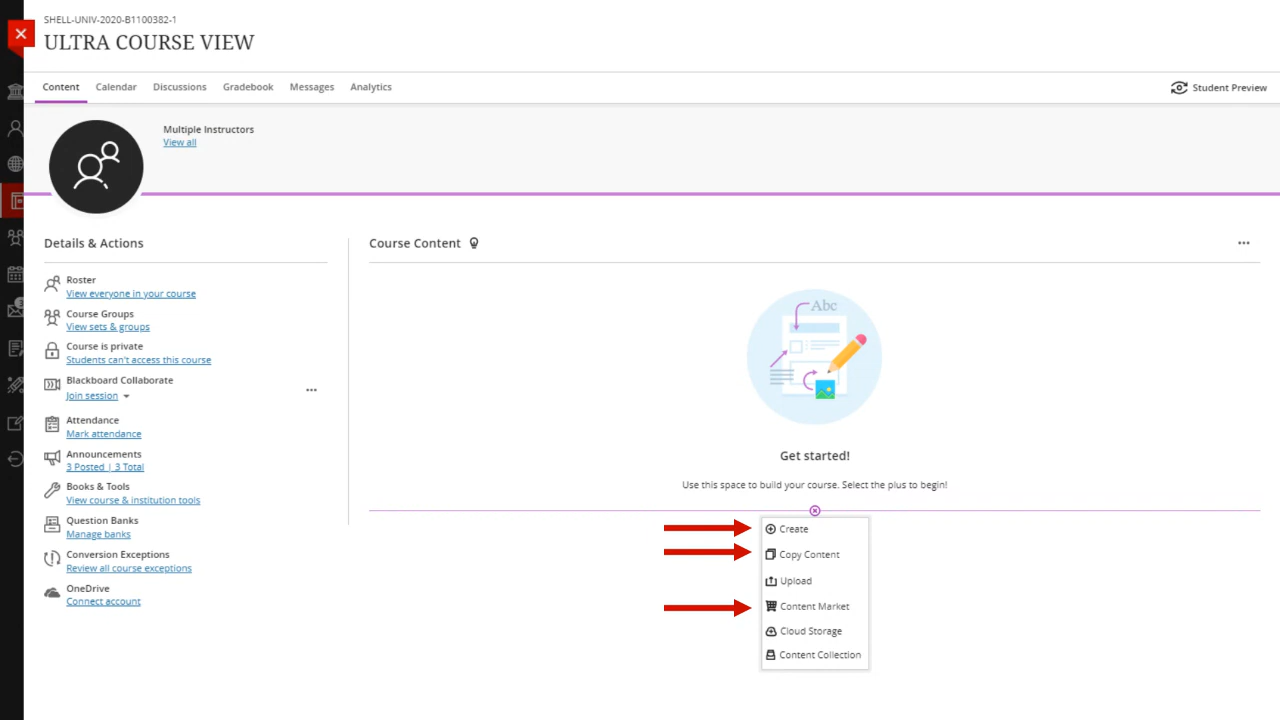 SHELL-UNIV-2020-B1100382-1
ULTRA COURSE VIEW
Content Calendar Discussions Gradebook Messages Analytics
Student Preview
Multiple Instructors
View all
Details & Actions
Roster
View everyone in your course
Course Groups
View sets & groups
Course is private
Students can't access this course
Blackboard Collaborate
Join session
Attendance
Mark attendance
Announcements
3 Posted | 3 Total
Books & Tools
View course & institution tools
Question Banks
Manage banks
Conversion Exceptions
Review all course exceptions
OneDrive
Connect account
Course Content
Abc
Get started!
Use this space to build your course. Select the plus to begin!
Create
Copy Content
Upload
Content Market
Cloud Storage
Content Collection